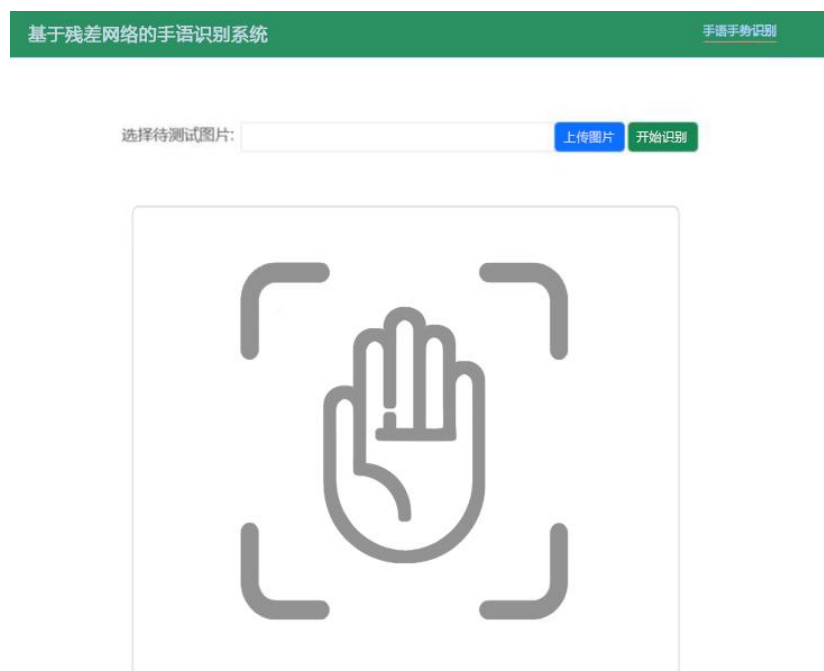 基于残差网络的手语识别系统
手语手势识别
选择待测试图片:
上传图片
开始识别